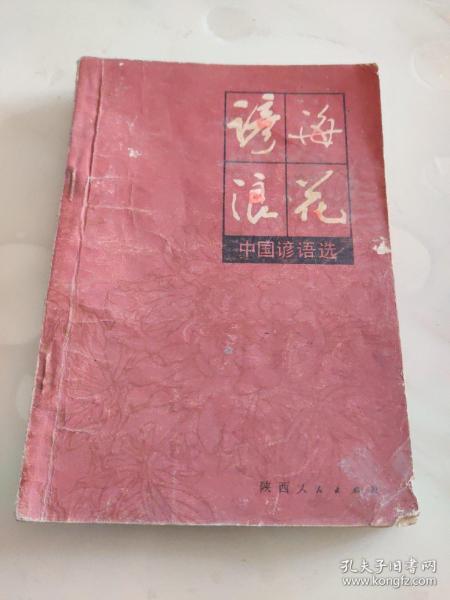 谚海
浪花
中国谚语选
陕西人民出版社
孔夫子旧书网
www.kongfz.com